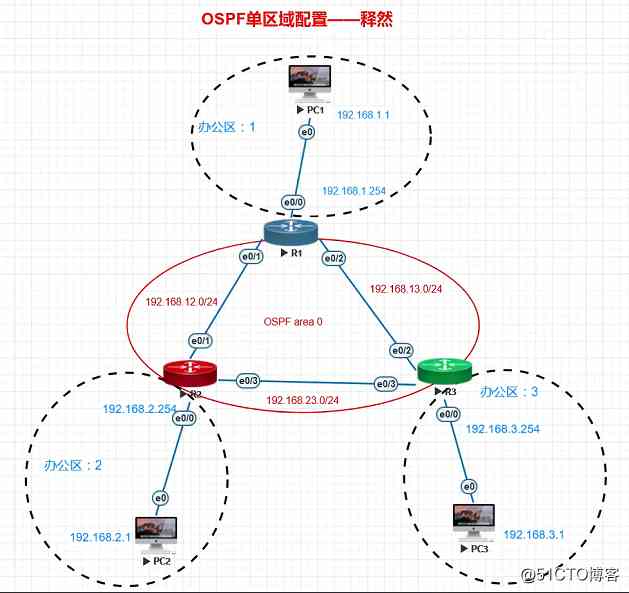 OSPF单区域配置——释然
PC1
办公区：1
192.168.1.1
e0
192.168.1.254
e0/0
R1
e0/1
e0/2
192.168.12.0/24
192.168.13.0/24
OSPF area 0
e0/1
e0/2
e0/3
e0/3
R2
R3
192.168.23.0/24
办公区：3
192.168.2.254
e0/0
e0/0
192.168.3.254
办公区：2
e0
e0
192.168.2.1
192.168.3.1
PC2
PC3
@51CTO博客